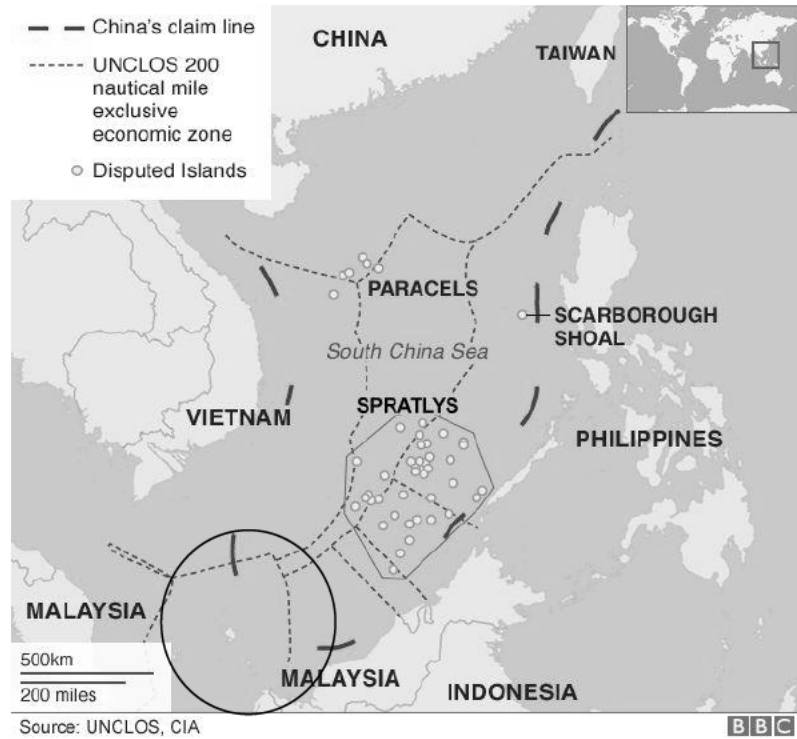 China's claim line
UNCLOS 200
nautical mile
exclusive
economic zone
Disputed Islands
CHINA
TAIWAN
PARACELS
SCARBOROUGH
SHOAL
South China Sea
SPRATLYS
VIETNAM
PHILIPPINES
MALAYSIA
MALAYSIA
INDONESIA
500km
200 miles
Source: UNCLOS, CIA
BBC